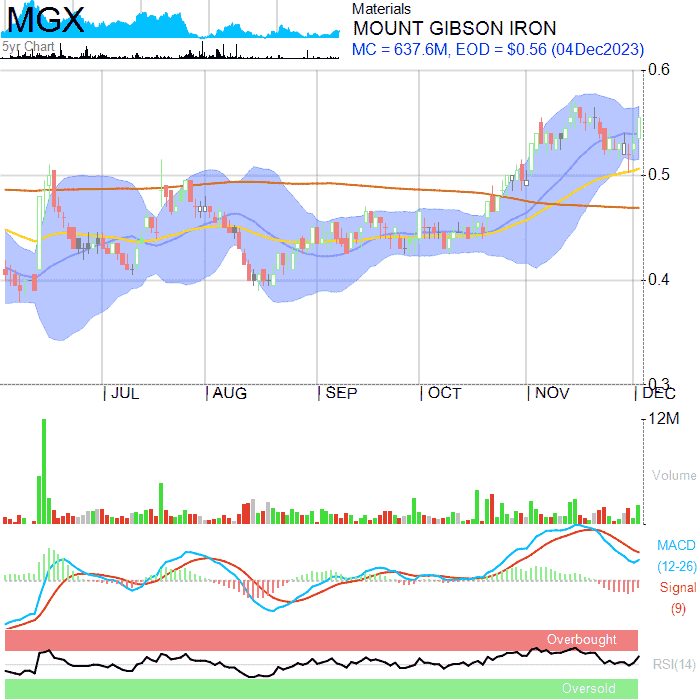 MGX
Materials
MOUNT GIBSON IRON
5yr Chart
MC = 637.6M, EOD = $0.56 (04Dec2023)
0.6
0.5
0.4
0.3
JUL
AUG
SEP
OCT
NOV
DEC
12M
Volume
MACD
(12-26)
Signal
(9)
Overbought
RSI(14)
Oversold